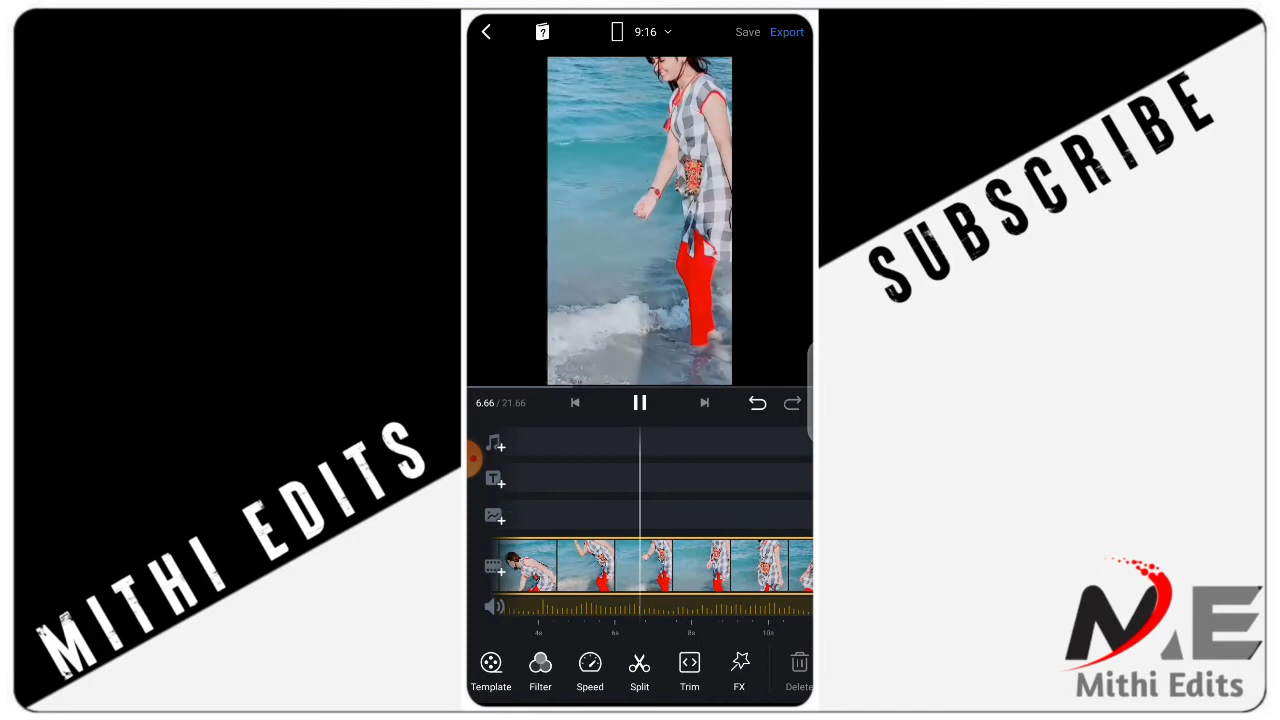 MITHI EDITS
?
9:16
Save
Export
SUBSCRIBE
6.66 / 21.66
T
4s
6s
8s
10s
Template
Filter
Speed
Split
Trim
FX
Delete
ME
Mithi Edits